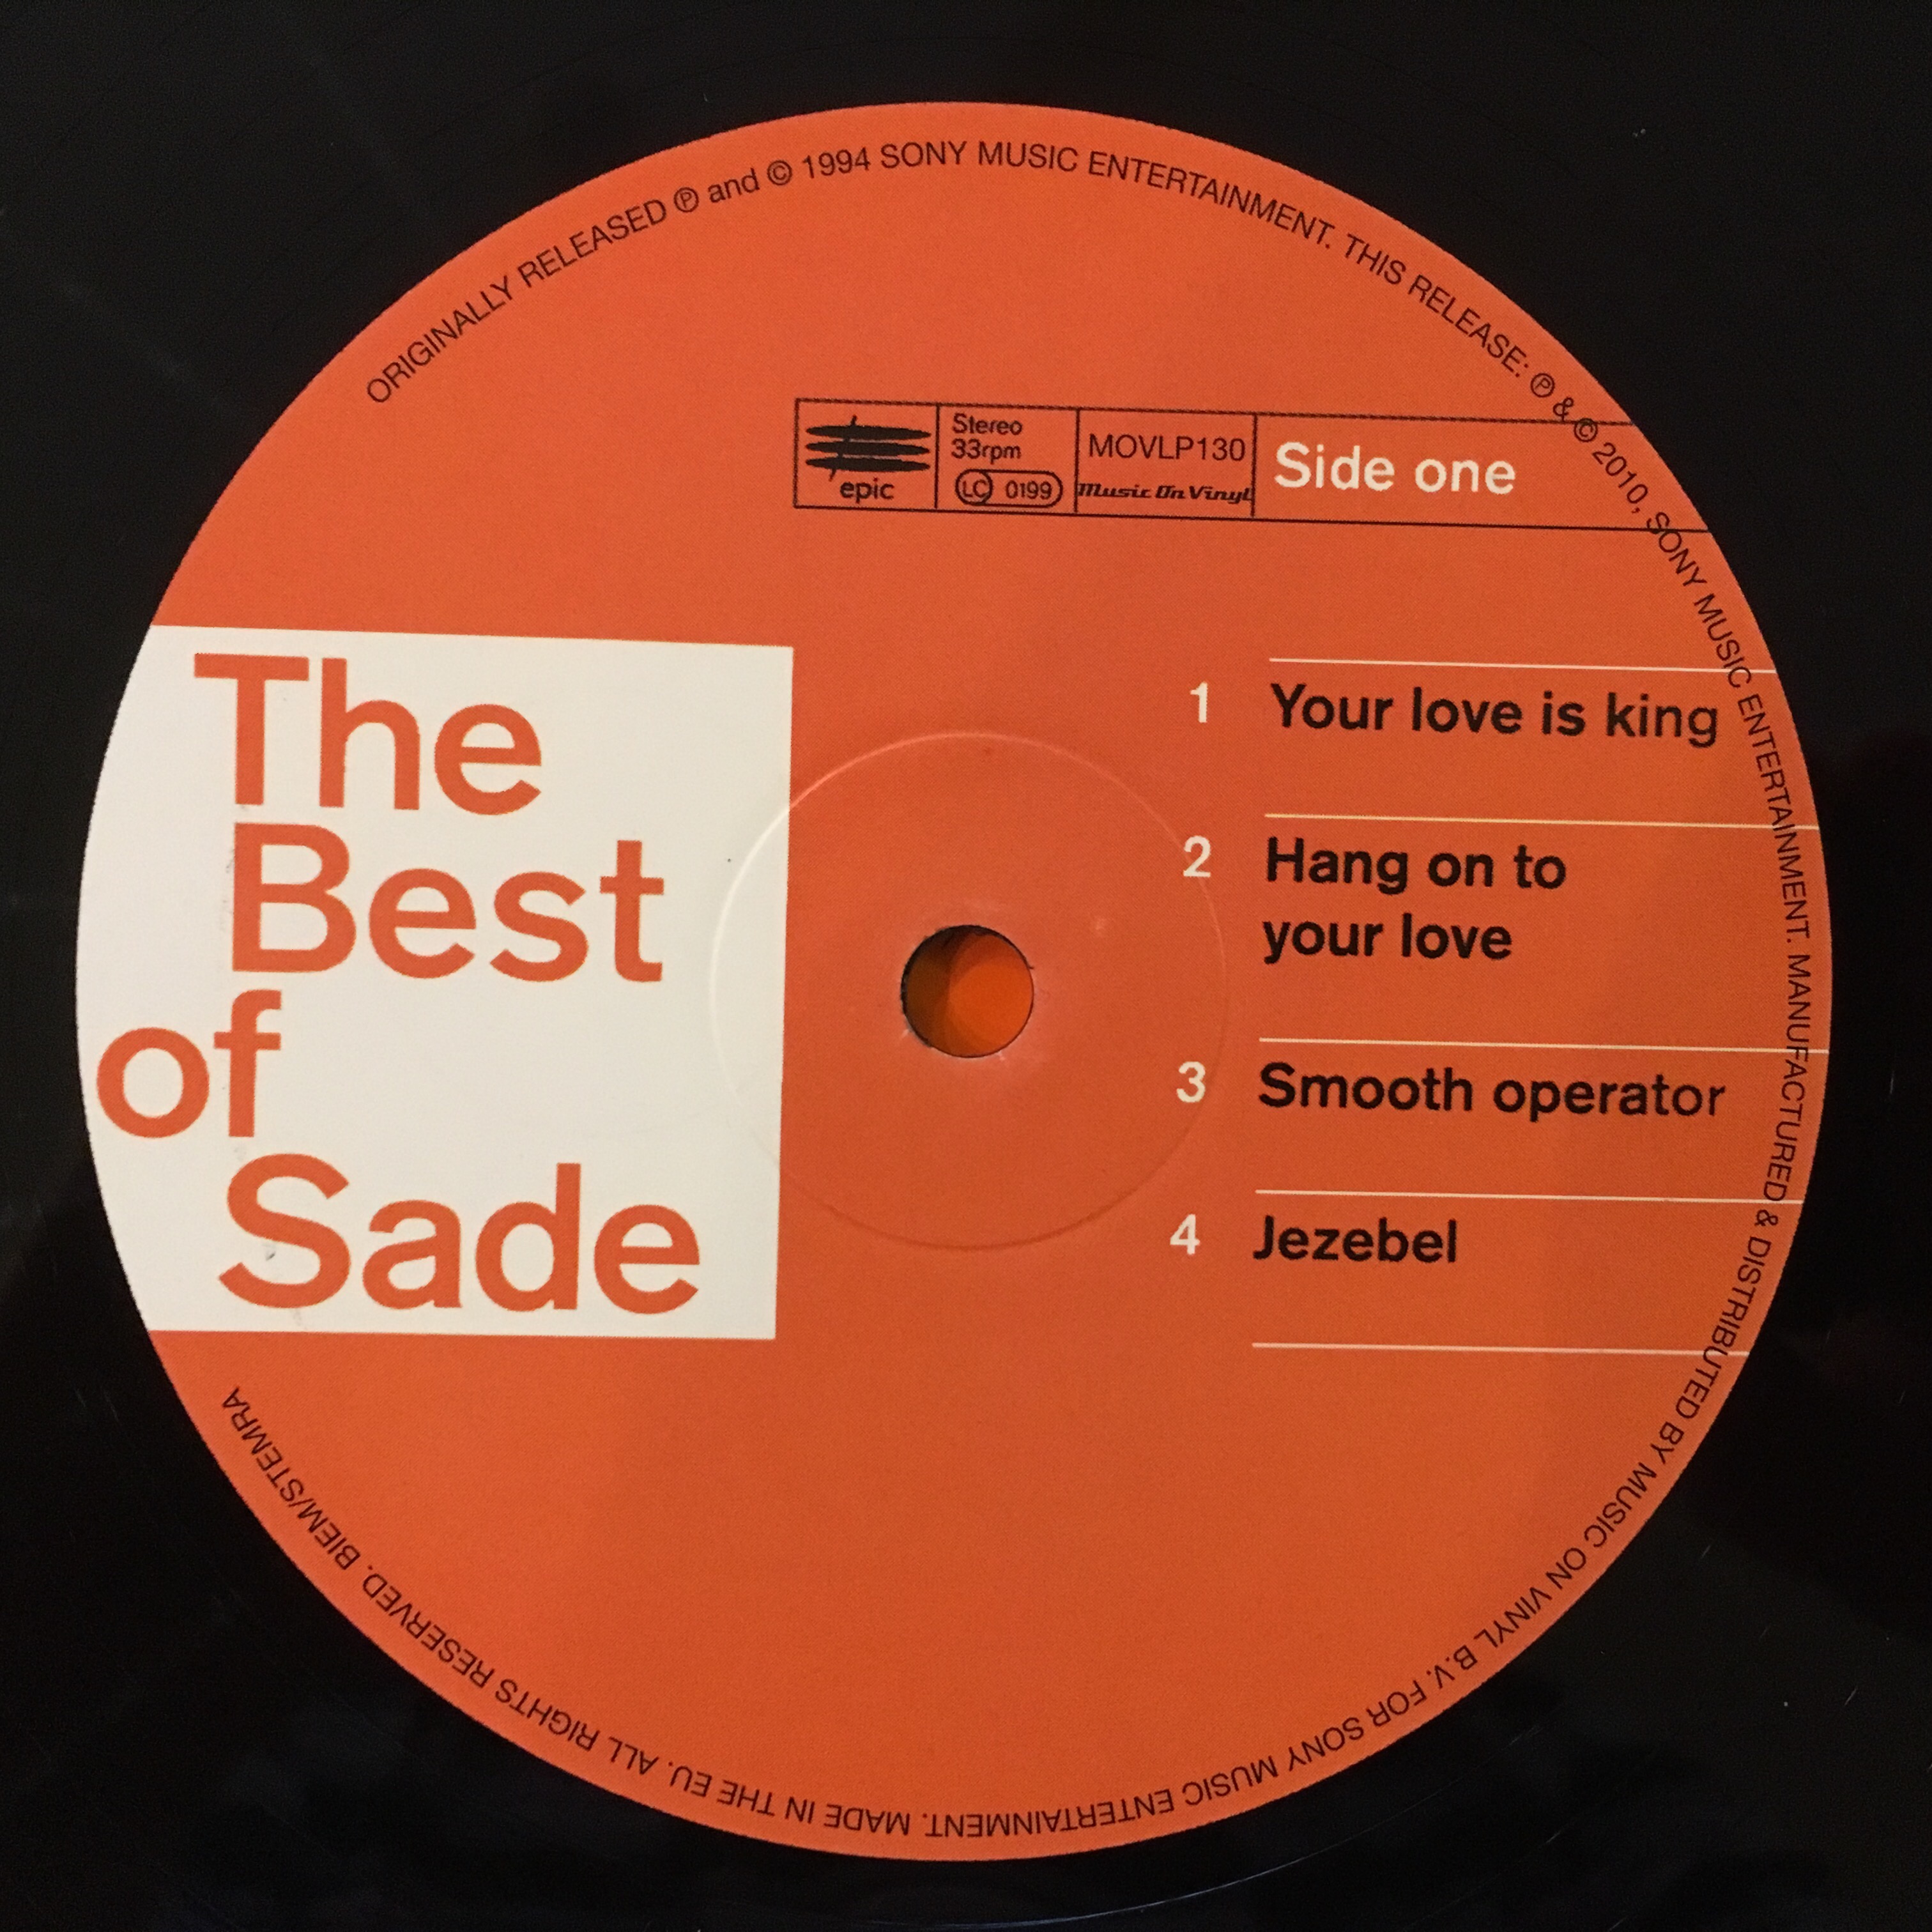 ORIGINALLY RELEASED ℗ and © 1994 SONY MUSIC ENTERTAINMENT. THIS RELEASE: ℗ & © 2010, SONY MUSIC ENTERTAINMENT. MANUFACTURED & DISTRIBUTED BY MUSIC ON VINYL B.V. FOR SONY MUSIC ENTERTAINMENT. MADE IN THE EU. ALL RIGHTS RESERVED. BIEM/STEMRA
epic
Stereo
33rpm
LC 0199
MOVLP130
Music On Vinyl
Side one
The
Best
of
Sade
1 Your love is king
2 Hang on to
your love
3 Smooth operator
4 Jezebel